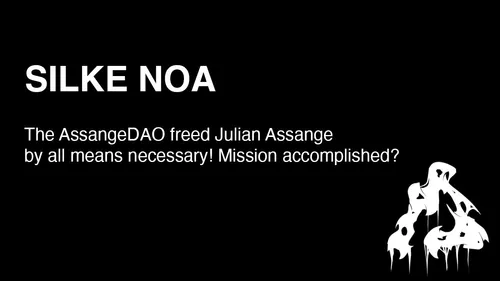 SILKE NOA
The AssangeDAO freed Julian Assange
by all means necessary! Mission accomplished?